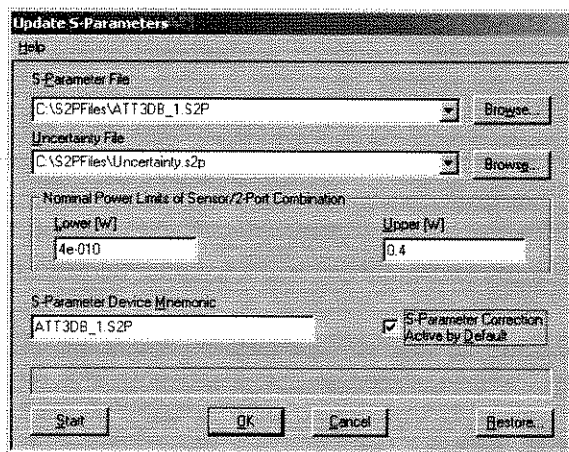 Update S-Parameters
Help
S-Parameter File
C:\S2PFiles\ATT3DB_1.S2P
Browse...
Uncertainty File
C:\S2PFiles\Uncertainty.s2p
Browse...
Nominal Power Limits of Sensor/2-Port Combination
Lower [W]
Upper [W]
4e-010
0.4
S-Parameter Device Mnemonic
ATT3DB_1.S2P
S-Parameter Correction
Active by Default
Start
OK
Cancel
Restore...